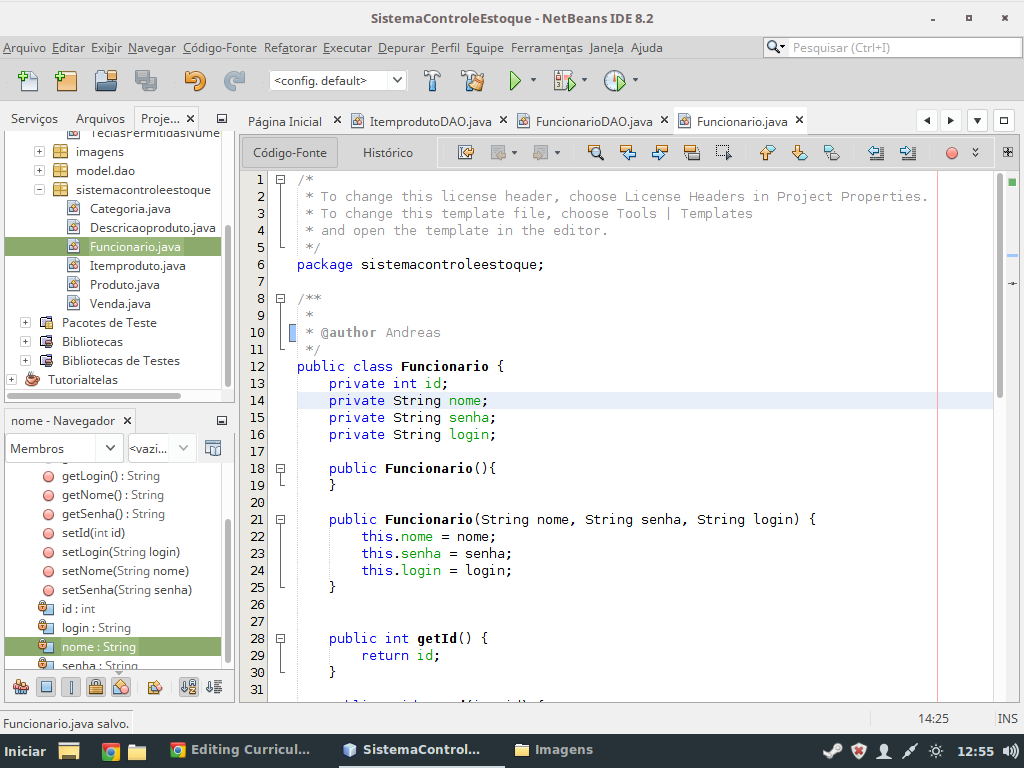 SistemaControleEstoque - NetBeans IDE 8.2
Arquivo Editar Exibir Navegar Código-Fonte Refatorar Executar Depurar Perfil Equipe Ferramentas Janela Ajuda
Pesquisar (Ctrl+I)
<config. default>
Serviços Arquivos Proje...
Página Inicial ItemprodutoDAO.java FuncionarioDAO.java Funcionario.java
TeclasPermitidasNume
imagens
model.dao
sistemacontroleestoque
Categoria.java
Descricaoproduto.java
Funcionario.java
Itemproduto.java
Produto.java
Venda.java
Pacotes de Teste
Bibliotecas
Bibliotecas de Testes
Tutorialtelas
nome - Navegador
Membros <vazi...
getLogin() : String
getNome() : String
getSenha() : String
setId(int id)
setLogin(String login)
setNome(String nome)
setSenha(String senha)
id : int
login : String
nome : String
senha : String
Código-Fonte Histórico
1 /*
2 * To change this license header, choose License Headers in Project Properties.
3 * To change this template file, choose Tools | Templates
4 * and open the template in the editor.
5 */
6 package sistemacontroleestoque;
7
8 /**
9 *
10 * @author Andreas
11 */
12 public class Funcionario {
13 private int id;
14 private String nome;
15 private String senha;
16 private String login;
17
18 public Funcionario(){
19 }
20
21 public Funcionario(String nome, String senha, String login) {
22 this.nome = nome;
23 this.senha = senha;
24 this.login = login;
25 }
26
27
28 public int getId() {
29 return id;
30 }
31
Funcionario.java salvo.
14:25 INS
Iniciar
Editing Curricul...
SistemaControl...
Imagens
12:55